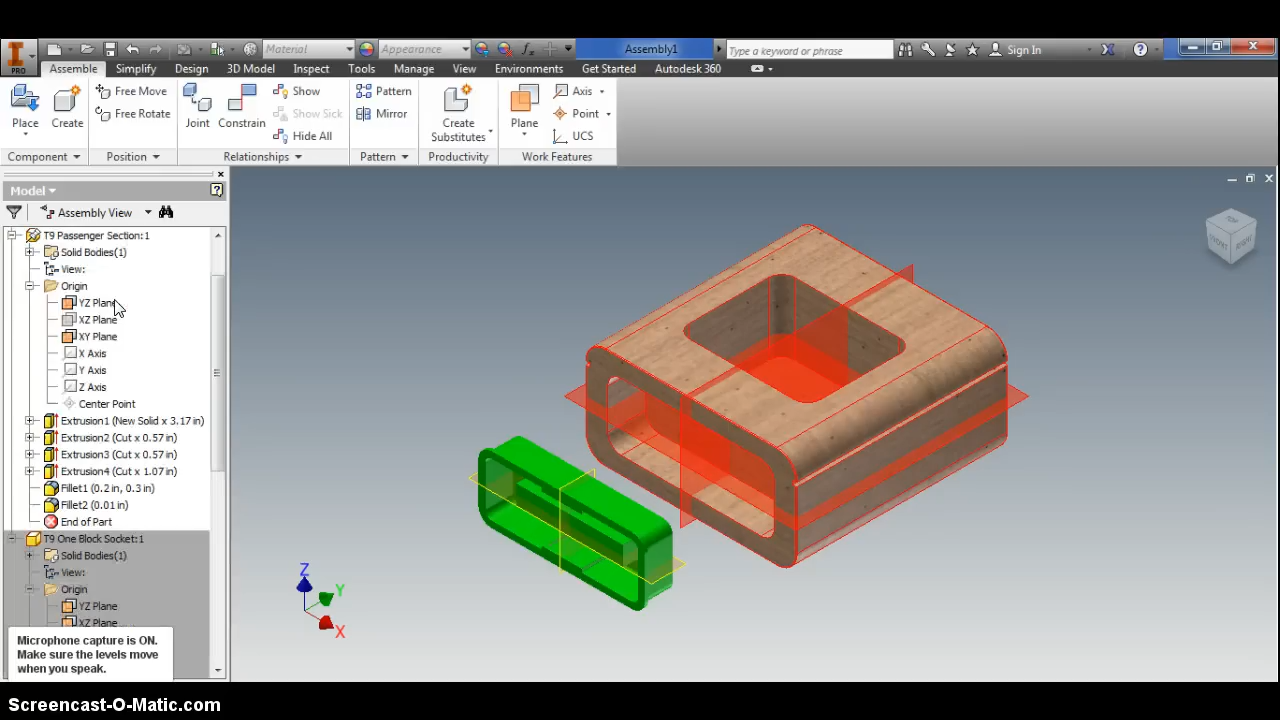 Material
Appearance
Assembly1
Type a keyword or phrase
Sign In
PRO
Assemble Simplify Design 3D Model Inspect Tools Manage View Environments Get Started Autodesk 360
Place
Create
Free Move
Free Rotate
Joint
Constrain
Show
Show Sick
Hide All
Pattern
Mirror
Create
Substitutes
Plane
Axis
Point
UCS
Component Position Relationships Pattern Productivity Work Features
Model
Assembly View
T9 Passenger Section:1
Solid Bodies(1)
View:
Origin
YZ Plane
XZ Plane
XY Plane
X Axis
Y Axis
Z Axis
Center Point
Extrusion1 (New Solid x 3.17 in)
Extrusion2 (Cut x 0.57 in)
Extrusion3 (Cut x 0.57 in)
Extrusion4 (Cut x 1.07 in)
Fillet1 (0.2 in, 0.3 in)
Fillet2 (0.01 in)
End of Part
T9 One Block Socket:1
Solid Bodies(1)
View:
Origin
YZ Plane
XZ Plane
Microphone capture is ON.
Make sure the levels move
when you speak.
Z
Y
X
FRONT
RIGHT
Screencast-O-Matic.com